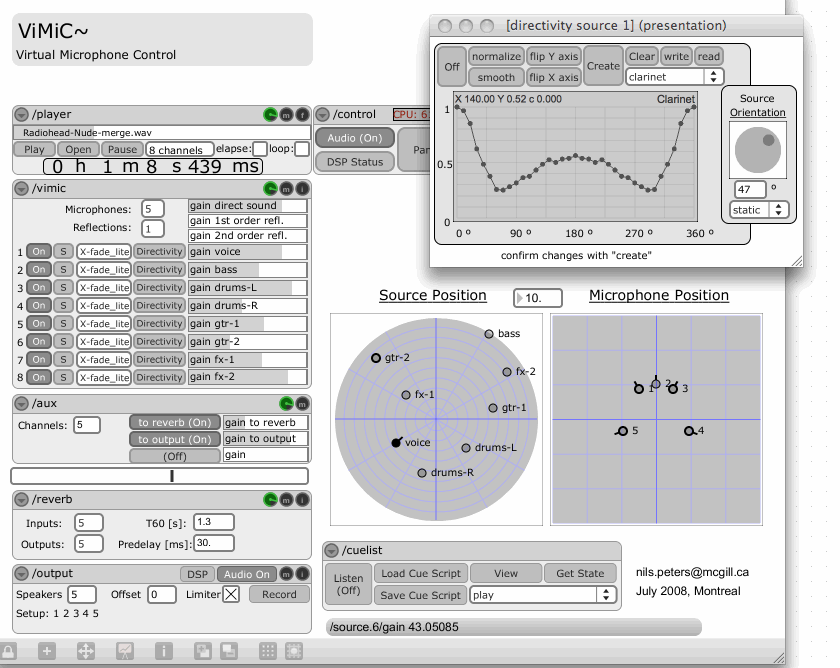 ViMiC~
Virtual Microphone Control
[directivity source 1] (presentation)
Off normalize flip Y axis Create Clear write read
smooth flip X axis clarinet
X 140.00 Y 0.52 c 0.000 Clarinet
1
0.5
0
0 º 90 º 180 º 270 º 360 º
confirm changes with "create"
Source
Orientation
47 º
static
/player m f
Radiohead-Nude-merge.wav
Play Open Pause 8 channels elapse: loop:
0 h 1 m 8 s 439 ms
/control CPU: 6.
Audio (On)
DSP Status
Pan
/vimic m i
Microphones: 5
Reflections: 1
gain direct sound
gain 1st order refl.
gain 2nd order refl.
1 On S X-fade_lite Directivity gain voice
2 On S X-fade_lite Directivity gain bass
3 On S X-fade_lite Directivity gain drums-L
4 On S X-fade_lite Directivity gain drums-R
5 On S X-fade_lite Directivity gain gtr-1
6 On S X-fade_lite Directivity gain gtr-2
7 On S X-fade_lite Directivity gain fx-1
8 On S X-fade_lite Directivity gain fx-2
/aux m
Channels: 5
to reverb (On) gain to reverb
to output (On) gain to output
(Off) gain
/reverb m i
Inputs: 5 T60 [s]: 1.3
Outputs: 5 Predelay [ms]: 30.
/output DSP Audio On m i
Speakers 5 Offset 0 Limiter Record
Setup: 1 2 3 4 5
Source Position 10. Microphone Position
bass
gtr-2
fx-2
fx-1
gtr-1
voice
drums-L
drums-R
1 2 3
5 4
/cuelist
Listen
(Off)
Load Cue Script View Get State
Save Cue Script play
/source.6/gain 43.05085
nils.peters@mcgill.ca
July 2008, Montreal